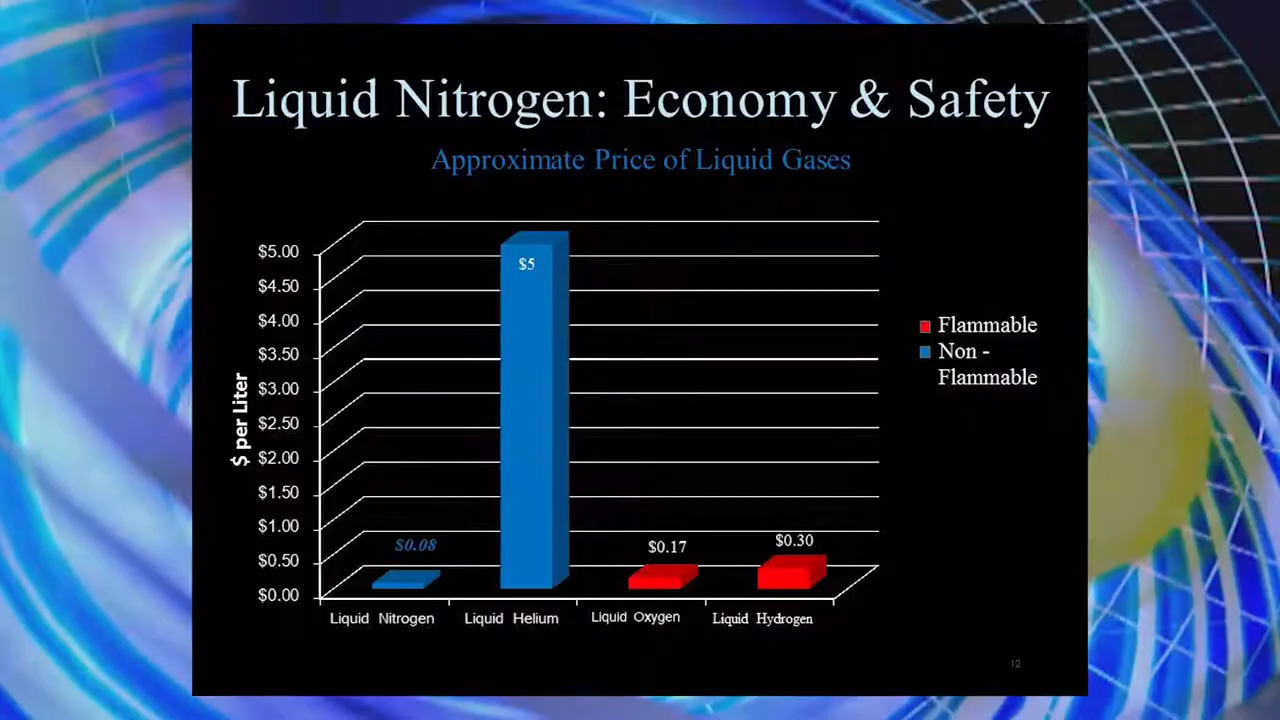 Liquid Nitrogen: Economy & Safety
Approximate Price of Liquid Gases
$ per Liter
$5.00
$4.50
$4.00
$3.50
$3.00
$2.50
$2.00
$1.50
$1.00
$0.50
$0.00
$0.08
$5
$0.17
$0.30
Liquid Nitrogen
Liquid Helium
Liquid Oxygen
Liquid Hydrogen
Flammable
Non -
Flammable
12